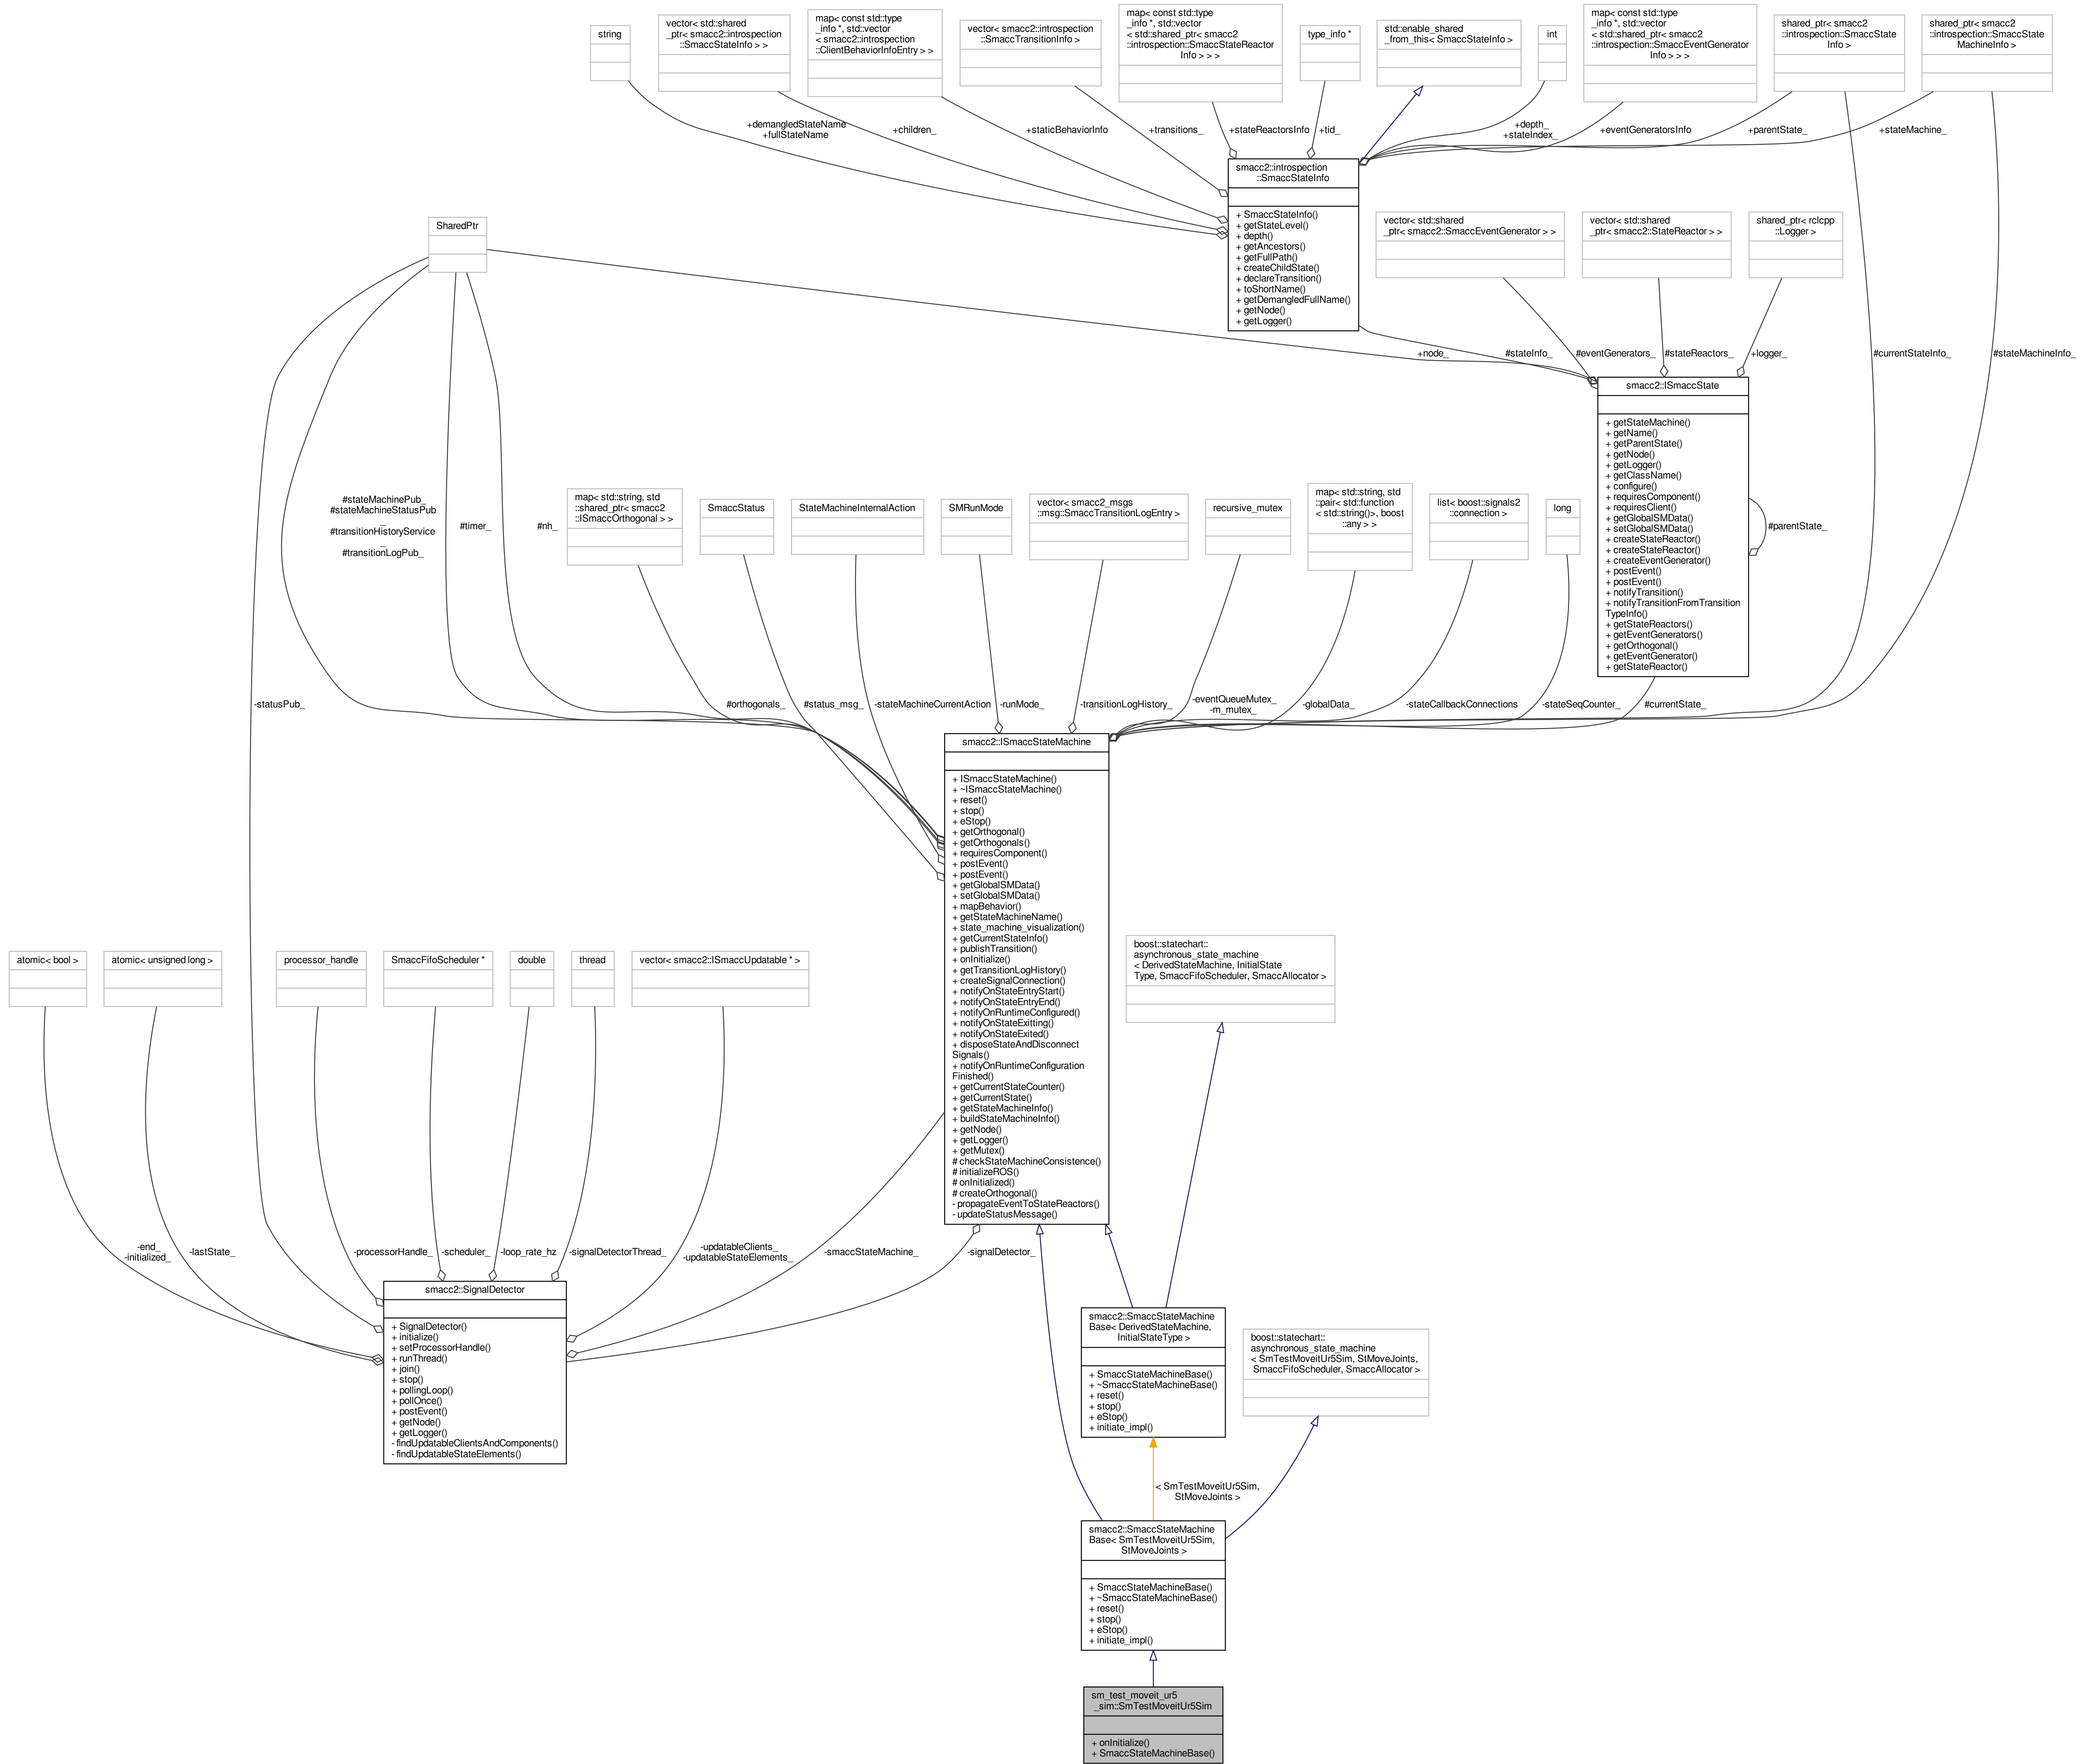 string
vector< std::shared
_ptr< smacc2::introspection
::SmaccStateInfo > >
map< const std::type
_info *, std::vector
< smacc2::introspection
::ClientBehaviorInfoEntry > >
vector< smacc2::introspection
::SmaccTransitionInfo >
map< const std::type
_info *, std::vector
< std::shared_ptr< smacc2
::introspection::SmaccStateReactor
Info > > >
type_info *
std::enable_shared
_from_this< SmaccStateInfo >
int
map< const std::type
_info *, std::vector
< std::shared_ptr< smacc2
::introspection::SmaccEventGenerator
Info > > >
shared_ptr< smacc2
::introspection::SmaccState
Info >
shared_ptr< smacc2
::introspection::SmaccState
MachineInfo >
+demangledStateName
+fullStateName
+children_
+staticBehaviorInfo
+transitions_
+stateReactorsInfo
+tid_
+depth_
+stateIndex_
+eventGeneratorsInfo
+parentState_
+stateMachine_
smacc2::introspection
::SmaccStateInfo
+ SmaccStateInfo()
+ getStateLevel()
+ depth()
+ getAncestors()
+ getFullPath()
+ createChildState()
+ declareTransition()
+ toShortName()
+ getDemangledFullName()
+ getNode()
+ getLogger()
SharedPtr
vector< std::shared
_ptr< smacc2::SmaccEventGenerator > >
vector< std::shared
_ptr< smacc2::StateReactor > >
shared_ptr< rclcpp
::Logger >
+node_
#stateInfo_
#eventGenerators_
#stateReactors_
+logger_
#currentStateInfo_
#stateMachineInfo_
smacc2::ISmaccState
+ getStateMachine()
+ getName()
+ getParentState()
+ getNode()
+ getLogger()
+ getClassName()
+ configure()
+ requiresComponent()
+ requiresClient()
+ getGlobalSMData()
+ setGlobalSMData()
+ createStateReactor()
+ createStateReactor()
+ createEventGenerator()
+ postEvent()
+ postEvent()
+ notifyTransition()
+ notifyTransitionFromTransition
TypeInfo()
+ getStateReactors()
+ getEventGenerators()
+ getOrthogonal()
+ getEventGenerator()
+ getStateReactor()
#parentState_
#stateMachinePub_
#stateMachineStatusPub
_
#transitionHistoryService
_
#transitionLogPub_
#timer_
#nh_
map< std::string, std
::shared_ptr< smacc2
::ISmaccOrthogonal > >
SmaccStatus
StateMachineInternalAction
SMRunMode
vector< smacc2_msgs
::msg::SmaccTransitionLogEntry >
recursive_mutex
map< std::string, std
::pair< std::function
< std::string()>, boost
::any > >
list< boost::signals2
::connection >
long
-statusPub_
#orthogonals_
#status_msg_
-stateMachineCurrentAction
-runMode_
-transitionLogHistory_
-eventQueueMutex_
-m_mutex_
-globalData_
-stateCallbackConnections
-stateSeqCounter_
#currentState_
smacc2::ISmaccStateMachine
+ ISmaccStateMachine()
+ ~ISmaccStateMachine()
+ reset()
+ stop()
+ eStop()
+ getOrthogonal()
+ getOrthogonals()
+ requiresComponent()
+ postEvent()
+ postEvent()
+ getGlobalSMData()
+ setGlobalSMData()
+ mapBehavior()
+ getStateMachineName()
+ state_machine_visualization()
+ getCurrentStateInfo()
+ publishTransition()
+ onInitialize()
+ getTransitionLogHistory()
+ createSignalConnection()
+ notifyOnStateEntryStart()
+ notifyOnStateEntryEnd()
+ notifyOnRuntimeConfigured()
+ notifyOnStateExitting()
+ notifyOnStateExited()
+ disposeStateAndDisconnect
Signals()
+ notifyOnRuntimeConfiguration
Finished()
+ getCurrentStateCounter()
+ getCurrentState()
+ getStateMachineInfo()
+ buildStateMachineInfo()
+ getNode()
+ getLogger()
+ getMutex()
# checkStateMachineConsistence()
# initializeROS()
# onInitialized()
# createOrthogonal()
- propagateEventToStateReactors()
- updateStatusMessage()
atomic< bool >
atomic< unsigned long >
processor_handle
SmaccFifoScheduler *
double
thread
vector< smacc2::ISmaccUpdatable * >
boost::statechart::
asynchronous_state_machine
< DerivedStateMachine, InitialState
Type, SmaccFifoScheduler, SmaccAllocator >
-end_
-initialized_
-lastState_
-processorHandle_
-scheduler_
-loop_rate_hz
-signalDetectorThread_
-updatableClients_
-updatableStateElements_
-smaccStateMachine_
-signalDetector_
smacc2::SignalDetector
+ SignalDetector()
+ initialize()
+ setProcessorHandle()
+ runThread()
+ join()
+ stop()
+ pollingLoop()
+ pollOnce()
+ postEvent()
+ getNode()
+ getLogger()
- findUpdatableClientsAndComponents()
- findUpdatableStateElements()
smacc2::SmaccStateMachine
Base< DerivedStateMachine,
InitialStateType >
+ SmaccStateMachineBase()
+ ~SmaccStateMachineBase()
+ reset()
+ stop()
+ eStop()
+ initiate_impl()
boost::statechart::
asynchronous_state_machine
< SmTestMoveitUr5Sim, StMoveJoints,
SmaccFifoScheduler, SmaccAllocator >
< SmTestMoveitUr5Sim,
StMoveJoints >
smacc2::SmaccStateMachine
Base< SmTestMoveitUr5Sim,
StMoveJoints >
+ SmaccStateMachineBase()
+ ~SmaccStateMachineBase()
+ reset()
+ stop()
+ eStop()
+ initiate_impl()
sm_test_moveit_ur5
_sim::SmTestMoveitUr5Sim
+ onInitialize()
+ SmaccStateMachineBase()